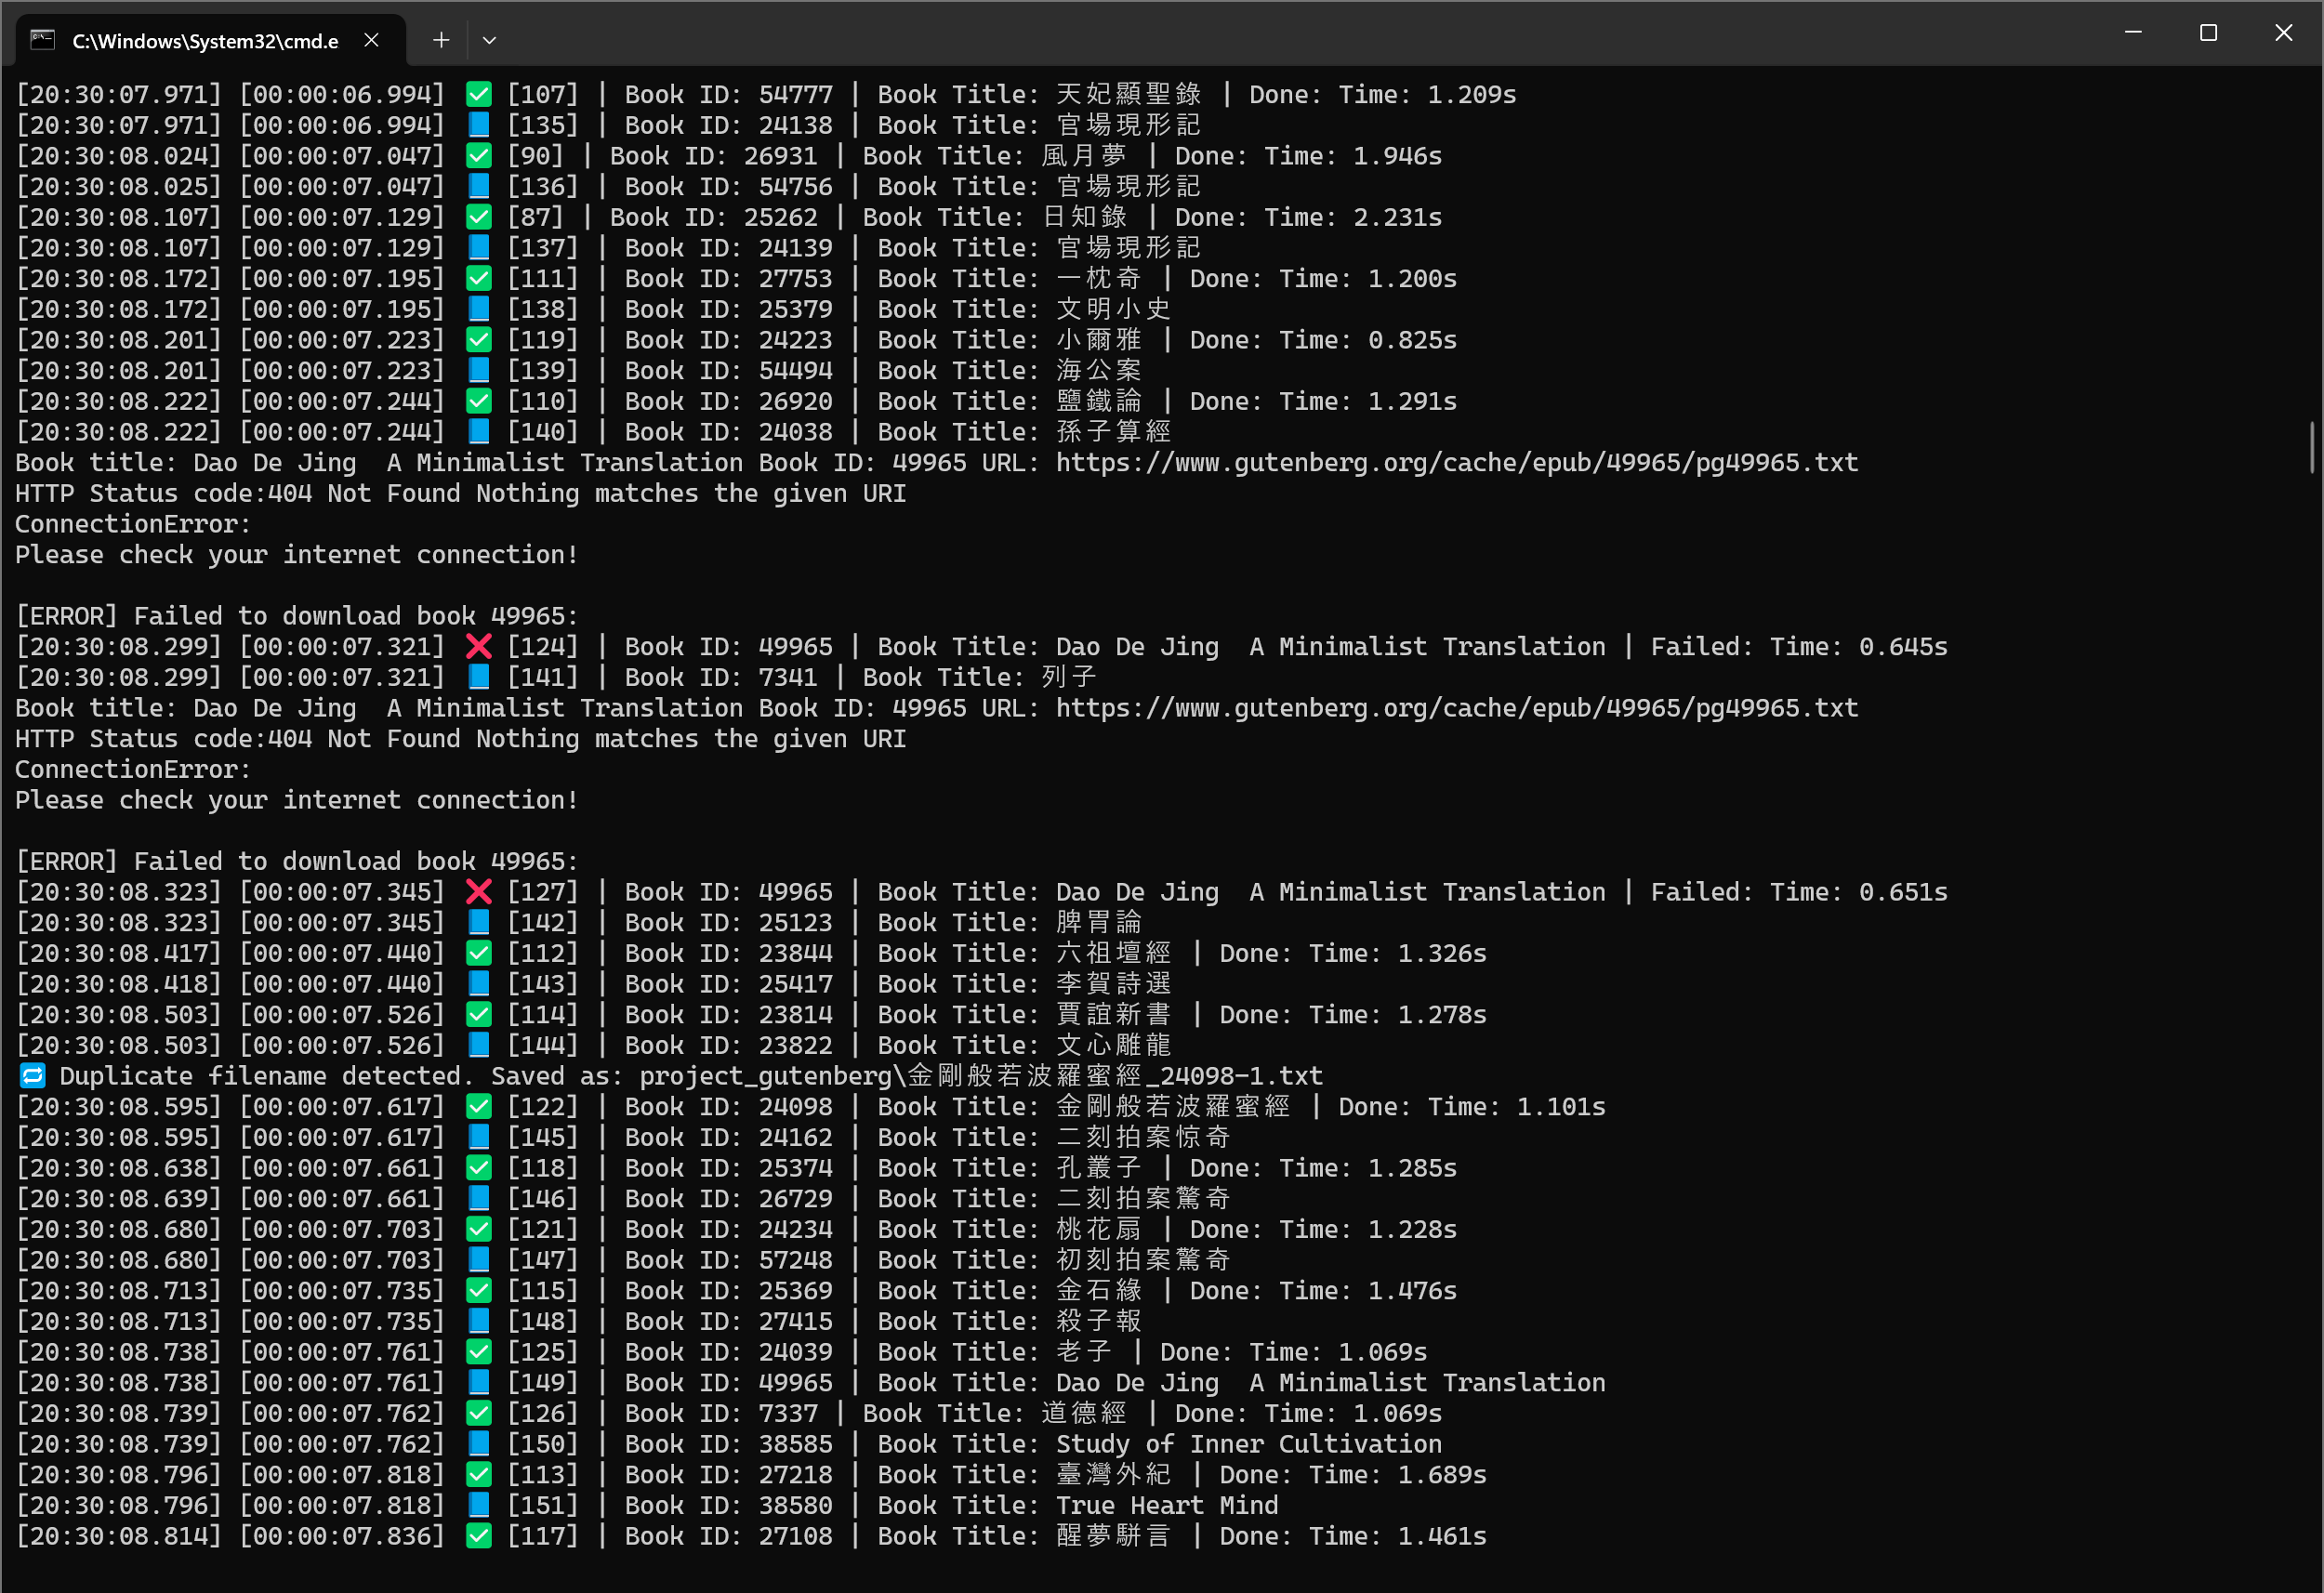 C:\Windows\System32\cmd.e
[20:30:07.971] [00:00:06.994] ✅ [107] | Book ID: 54777 | Book Title: 天妃顯聖錄 | Done: Time: 1.209s
[20:30:07.971] [00:00:06.994] 📘 [135] | Book ID: 24138 | Book Title: 官場現形記
[20:30:08.024] [00:00:07.047] ✅ [90] | Book ID: 26931 | Book Title: 風月夢 | Done: Time: 1.946s
[20:30:08.025] [00:00:07.047] 📘 [136] | Book ID: 54756 | Book Title: 官場現形記
[20:30:08.107] [00:00:07.129] ✅ [87] | Book ID: 25262 | Book Title: 日知錄 | Done: Time: 2.231s
[20:30:08.107] [00:00:07.129] 📘 [137] | Book ID: 24139 | Book Title: 官場現形記
[20:30:08.172] [00:00:07.195] ✅ [111] | Book ID: 27753 | Book Title: 一枕奇 | Done: Time: 1.200s
[20:30:08.172] [00:00:07.195] 📘 [138] | Book ID: 25379 | Book Title: 文明小史
[20:30:08.201] [00:00:07.223] ✅ [119] | Book ID: 24223 | Book Title: 小爾雅 | Done: Time: 0.825s
[20:30:08.201] [00:00:07.223] 📘 [139] | Book ID: 54494 | Book Title: 海公案
[20:30:08.222] [00:00:07.244] ✅ [110] | Book ID: 26920 | Book Title: 鹽鐵論 | Done: Time: 1.291s
[20:30:08.222] [00:00:07.244] 📘 [140] | Book ID: 24038 | Book Title: 孫子算經
Book title: Dao De Jing  A Minimalist Translation Book ID: 49965 URL: https://www.gutenberg.org/cache/epub/49965/pg49965.txt
HTTP Status code:404 Not Found Nothing matches the given URI
ConnectionError:
Please check your internet connection!
[ERROR] Failed to download book 49965:
[20:30:08.299] [00:00:07.321] ❌ [124] | Book ID: 49965 | Book Title: Dao De Jing  A Minimalist Translation | Failed: Time: 0.645s
[20:30:08.299] [00:00:07.321] 📘 [141] | Book ID: 7341 | Book Title: 列子
Book title: Dao De Jing  A Minimalist Translation Book ID: 49965 URL: https://www.gutenberg.org/cache/epub/49965/pg49965.txt
HTTP Status code:404 Not Found Nothing matches the given URI
ConnectionError:
Please check your internet connection!
[ERROR] Failed to download book 49965:
[20:30:08.323] [00:00:07.345] ❌ [127] | Book ID: 49965 | Book Title: Dao De Jing  A Minimalist Translation | Failed: Time: 0.651s
[20:30:08.323] [00:00:07.345] 📘 [142] | Book ID: 25123 | Book Title: 脾胃論
[20:30:08.417] [00:00:07.440] ✅ [112] | Book ID: 23844 | Book Title: 六祖壇經 | Done: Time: 1.326s
[20:30:08.418] [00:00:07.440] 📘 [143] | Book ID: 25417 | Book Title: 李賀詩選
[20:30:08.503] [00:00:07.526] ✅ [114] | Book ID: 23814 | Book Title: 賈誼新書 | Done: Time: 1.278s
[20:30:08.503] [00:00:07.526] 📘 [144] | Book ID: 23822 | Book Title: 文心雕龍
🔁 Duplicate filename detected. Saved as: project_gutenberg\金剛般若波羅蜜經_24098-1.txt
[20:30:08.595] [00:00:07.617] ✅ [122] | Book ID: 24098 | Book Title: 金剛般若波羅蜜經 | Done: Time: 1.101s
[20:30:08.595] [00:00:07.617] 📘 [145] | Book ID: 24162 | Book Title: 二刻拍案惊奇
[20:30:08.638] [00:00:07.661] ✅ [118] | Book ID: 25374 | Book Title: 孔叢子 | Done: Time: 1.285s
[20:30:08.639] [00:00:07.661] 📘 [146] | Book ID: 26729 | Book Title: 二刻拍案驚奇
[20:30:08.680] [00:00:07.703] ✅ [121] | Book ID: 24234 | Book Title: 桃花扇 | Done: Time: 1.228s
[20:30:08.680] [00:00:07.703] 📘 [147] | Book ID: 57248 | Book Title: 初刻拍案驚奇
[20:30:08.713] [00:00:07.735] ✅ [115] | Book ID: 25369 | Book Title: 金石緣 | Done: Time: 1.476s
[20:30:08.713] [00:00:07.735] 📘 [148] | Book ID: 27415 | Book Title: 殺子報
[20:30:08.738] [00:00:07.761] ✅ [125] | Book ID: 24039 | Book Title: 老子 | Done: Time: 1.069s
[20:30:08.738] [00:00:07.761] 📘 [149] | Book ID: 49965 | Book Title: Dao De Jing  A Minimalist Translation
[20:30:08.739] [00:00:07.762] ✅ [126] | Book ID: 7337 | Book Title: 道德經 | Done: Time: 1.069s
[20:30:08.739] [00:00:07.762] 📘 [150] | Book ID: 38585 | Book Title: Study of Inner Cultivation
[20:30:08.796] [00:00:07.818] ✅ [113] | Book ID: 27218 | Book Title: 臺灣外紀 | Done: Time: 1.689s
[20:30:08.796] [00:00:07.818] 📘 [151] | Book ID: 38580 | Book Title: True Heart Mind
[20:30:08.814] [00:00:07.836] ✅ [117] | Book ID: 27108 | Book Title: 醒夢駢言 | Done: Time: 1.461s